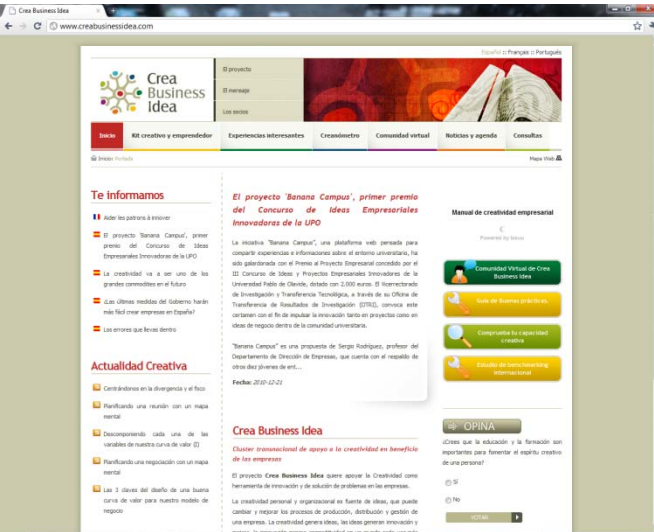 Crea Business Idea
www.creabusinessidea.com
Español :: Français :: Português
Crea
Business
Idea
El proyecto
El mensaje
Los socios
Inicio
Kit creativo y emprendedor
Experiencias interesantes
Creanómetro
Comunidad virtual
Noticias y agenda
Consultas
Inicio: Portada
Mapa Web
Te informamos
Aider les patrons à innover
El proyecto 'Banana Campus', primer
premio del Concurso de Ideas
Empresariales Innovadoras de la UPO
La creatividad va a ser uno de los
grandes commodities en el futuro
¿Las últimas medidas del Gobierno harán
más fácil crear empresas en España?
Los errores que llevas dentro
Actualidad Creativa
Centrándonos en la divergencia y el foco
Planificando una reunión con un mapa
mental
Descomponiendo cada una de las
variables de nuestra curva de valor (I)
Planificando una negociación con un mapa
mental
Las 3 claves del diseño de una buena
curva de valor para nuestro modelo de
negocio
El proyecto 'Banana Campus', primer premio
del Concurso de Ideas Empresariales
Innovadoras de la UPO
La iniciativa "Banana Campus", una plataforma web pensada para
compartir experiencias e informaciones sobre el entorno universitario, ha
sido galardonada con el Premio al Proyecto Empresarial concedido por el
III Concurso de Ideas y Proyectos Empresariales Innovadores de la
Universidad Pablo de Olavide, dotado con 2.000 euros. El Vicerrectorado
de Investigación y Transferencia Tecnológica, a través de su Oficina de
Transferencia de Resultados de Investigación (OTRI), convoca este
certamen con el fin de impulsar la innovación tanto en proyectos como en
ideas de negocio dentro de la comunidad universitaria.
"Banana Campus" es una propuesta de Sergio Rodríguez, profesor del
Departamento de Dirección de Empresas, que cuenta con el respaldo de
otros diez jóvenes de ent...
Fecha: 2010-12-21
Crea Business Idea
Cluster transnacional de apoyo a la creatividad en beneficio
de las empresas
El proyecto Crea Business Idea quiere apoyar la Creatividad como
herramienta de innovación y de solución de problemas en las empresas.
La creatividad personal y organizacional es fuente de ideas, que puede
cambiar y mejorar los procesos de producción, distribución y gestión de
una empresa. La creatividad genera ideas, las ideas generan innovación y
Manual de creatividad empresarial
Powered by Issuu
Comunidad Virtual de Crea
Business Idea
Guía de Buenas prácticas.
Comprueba tu capacidad
creativa
Estudio de benchmarking
internacional
OPINA
¿Crees que la educación y la formación son
importantes para fomentar el espíritu creativo
de una persona?
Sí
No
VOTAR